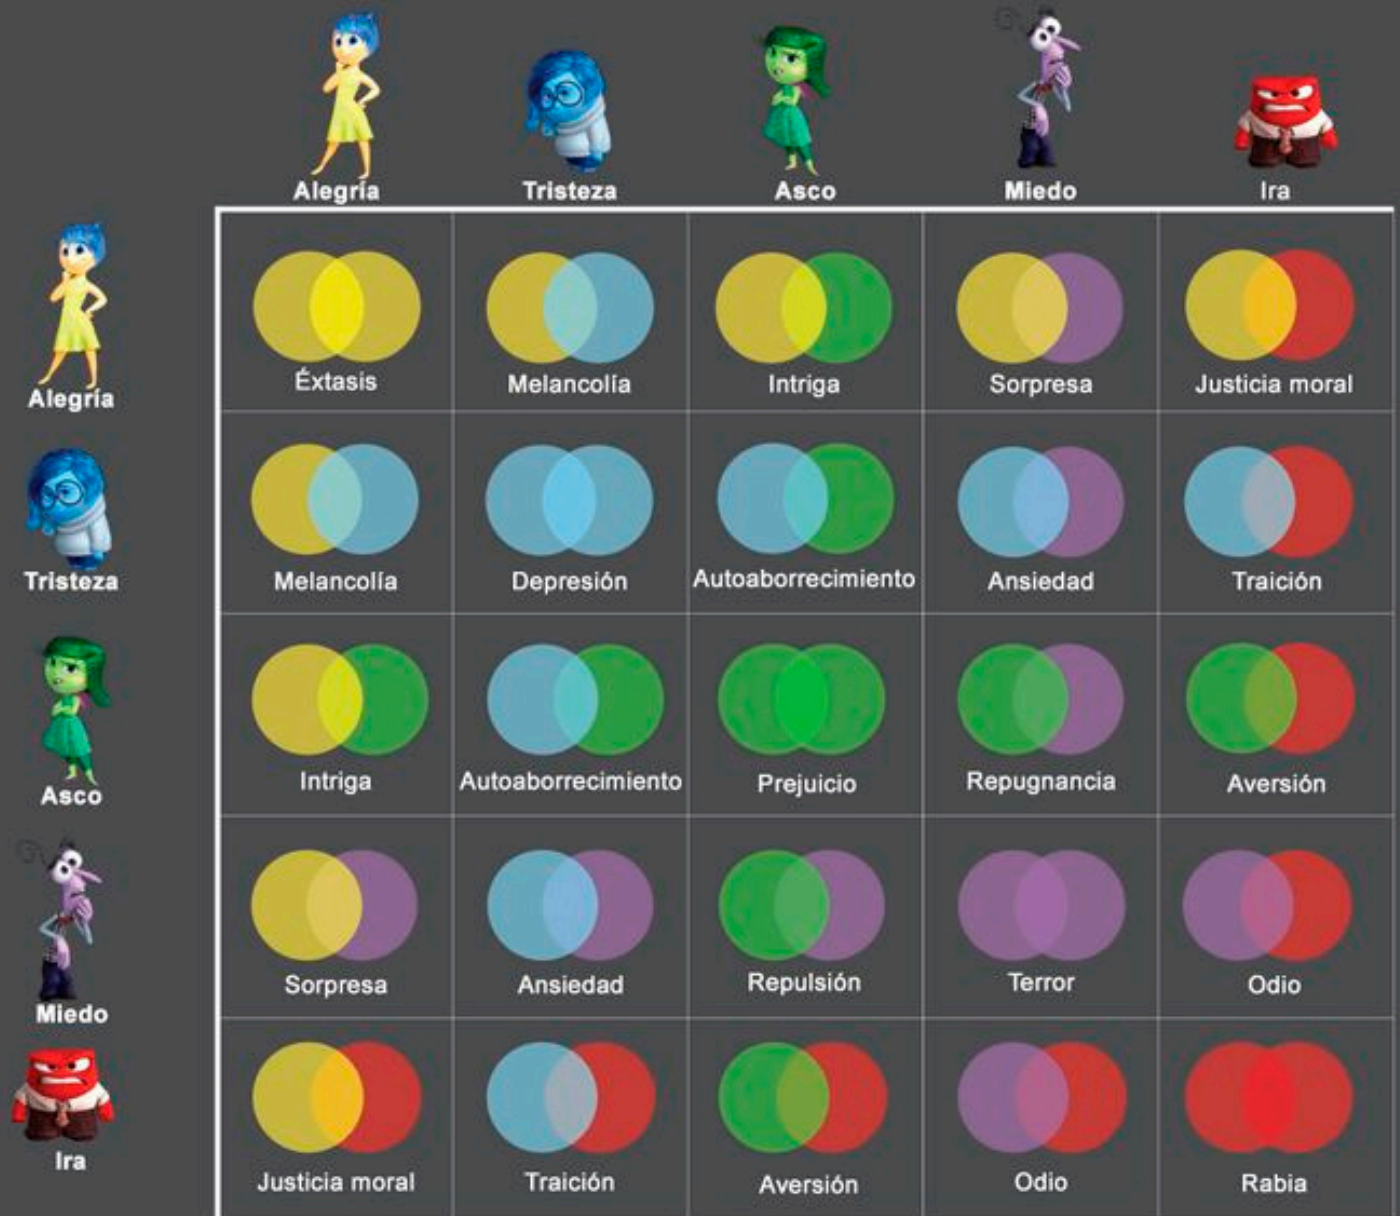 Alegría Tristeza Asco Miedo Ira
Alegría
Éxtasis Melancolía Intriga Sorpresa Justicia moral
Tristeza
Melancolía Depresión Autoaborrecimiento Ansiedad Traición
Asco
Intriga Autoaborrecimiento Prejuicio Repugnancia Aversión
Miedo
Sorpresa Ansiedad Repulsión Terror Odio
Ira
Justicia moral Traición Aversión Odio Rabia